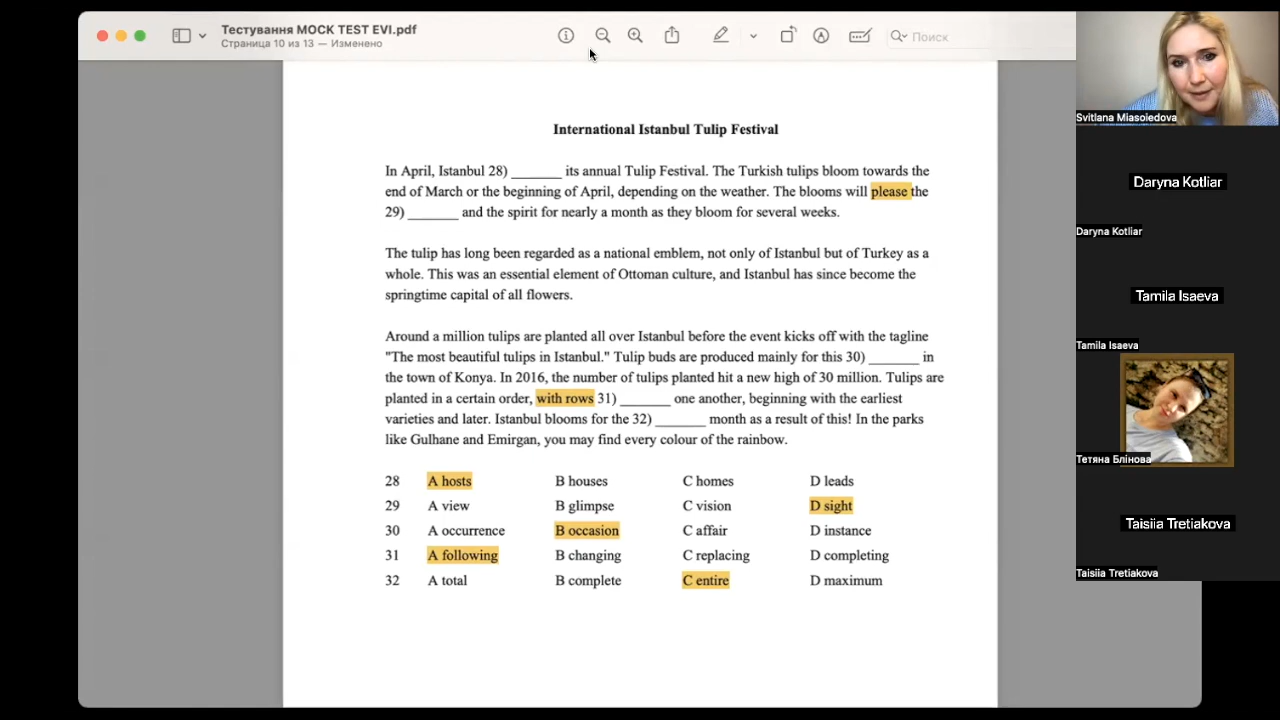 Тестування MOCK TEST EVI.pdf
Страница 10 из 13 — Изменено
Поиск
International Istanbul Tulip Festival
In April, Istanbul 28) _______ its annual Tulip Festival. The Turkish tulips bloom towards the
end of March or the beginning of April, depending on the weather. The blooms will please the
29) _______ and the spirit for nearly a month as they bloom for several weeks.
The tulip has long been regarded as a national emblem, not only of Istanbul but of Turkey as a
whole. This was an essential element of Ottoman culture, and Istanbul has since become the
springtime capital of all flowers.
Around a million tulips are planted all over Istanbul before the event kicks off with the tagline
"The most beautiful tulips in Istanbul." Tulip buds are produced mainly for this 30) _______ in
the town of Konya. In 2016, the number of tulips planted hit a new high of 30 million. Tulips are
planted in a certain order, with rows 31) _______ one another, beginning with the earliest
varieties and later. Istanbul blooms for the 32) _______ month as a result of this! In the parks
like Gulhane and Emirgan, you may find every colour of the rainbow.
28 A hosts B houses C homes D leads
29 A view B glimpse C vision D sight
30 A occurrence B occasion C affair D instance
31 A following B changing C replacing D completing
32 A total B complete C entire D maximum
Svitlana Miasoiedova
Daryna Kotliar
Daryna Kotliar
Tamila Isaeva
Tamila Isaeva
Тетяна Блінова
Taisiia Tretiakova
Taisiia Tretiakova